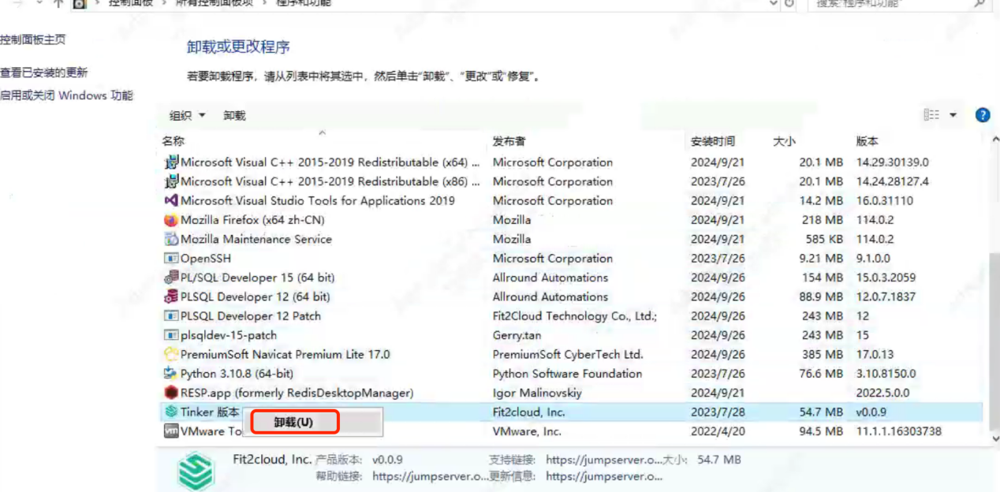 控制面板 › 所有控制面板项 › 程序和功能
搜索"程序和功能"
控制面板主页
查看已安装的更新
启用或关闭 Windows 功能
卸载或更改程序
若要卸载程序，请从列表中将其选中，然后单击"卸载"、"更改"或"修复"。
组织 卸载
名称 发布者 安装时间 大小 版本
Microsoft Visual C++ 2015-2019 Redistributable (x64) ... Microsoft Corporation 2024/9/21 20.1 MB 14.29.30139.0
Microsoft Visual C++ 2015-2019 Redistributable (x86) ... Microsoft Corporation 2023/7/26 20.1 MB 14.24.28127.4
Microsoft Visual Studio Tools for Applications 2019 Microsoft Corporation 2024/9/21 14.2 MB 16.0.31110
Mozilla Firefox (x64 zh-CN) Mozilla 2024/9/21 218 MB 114.0.2
Mozilla Maintenance Service Mozilla 2024/9/21 585 KB 114.0.2
OpenSSH Microsoft Corporation 2023/7/26 9.21 MB 9.1.0.0
PL/SQL Developer 15 (64 bit) Allround Automations 2024/9/26 154 MB 15.0.3.2059
PLSQL Developer 12 (64 bit) Allround Automations 2024/9/26 88.9 MB 12.0.7.1837
PLSQL Developer 12 Patch Fit2Cloud Technology Co., Ltd.; 2024/9/26 243 MB 12
plsqldev-15-patch Gerry.tan 2024/9/26 243 MB 15
PremiumSoft Navicat Premium Lite 17.0 PremiumSoft CyberTech Ltd. 2024/9/26 385 MB 17.0.13
Python 3.10.8 (64-bit) Python Software Foundation 2023/7/26 76.6 MB 3.10.8150.0
RESP.app (formerly RedisDesktopManager) Igor Malinovskiy 2024/9/21 2022.5.0.0
Tinker 版本 Fit2cloud, Inc. 2023/7/28 54.7 MB v0.0.9
卸载(U)
VMware To VMware, Inc. 2022/4/20 94.5 MB 11.1.1.16303738
Fit2cloud, Inc. 产品版本: v0.0.9 支持链接: https://jumpserver.o... 大小: 54.7 MB
帮助链接: https://jumpserver.o... 更新信息: https://jumpserver.o...